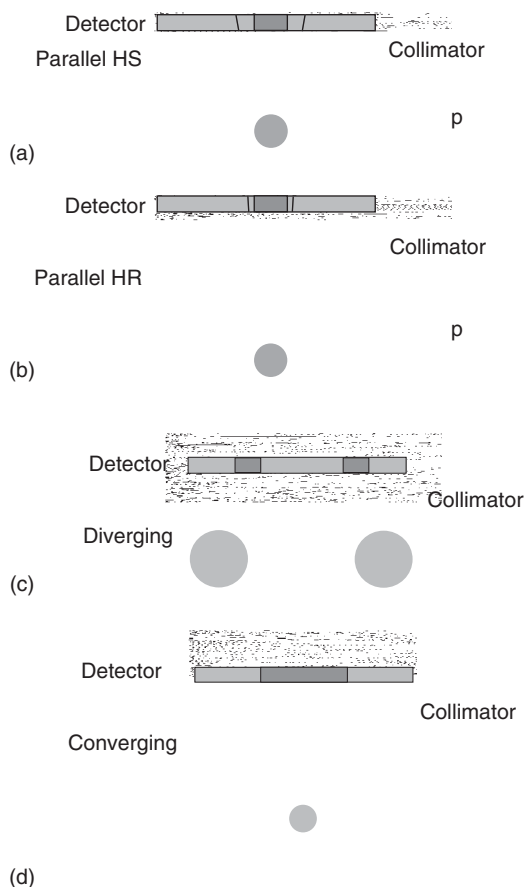 Detector
Parallel HS
Collimator
p
(a)
Detector
Collimator
Parallel HR
p
(b)
Detector
Collimator
Diverging
(c)
Detector
Collimator
Converging
(d)